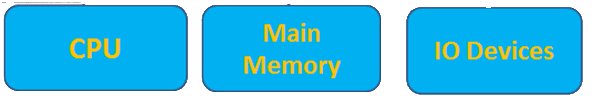 CPU
Main
Memory
IO Devices